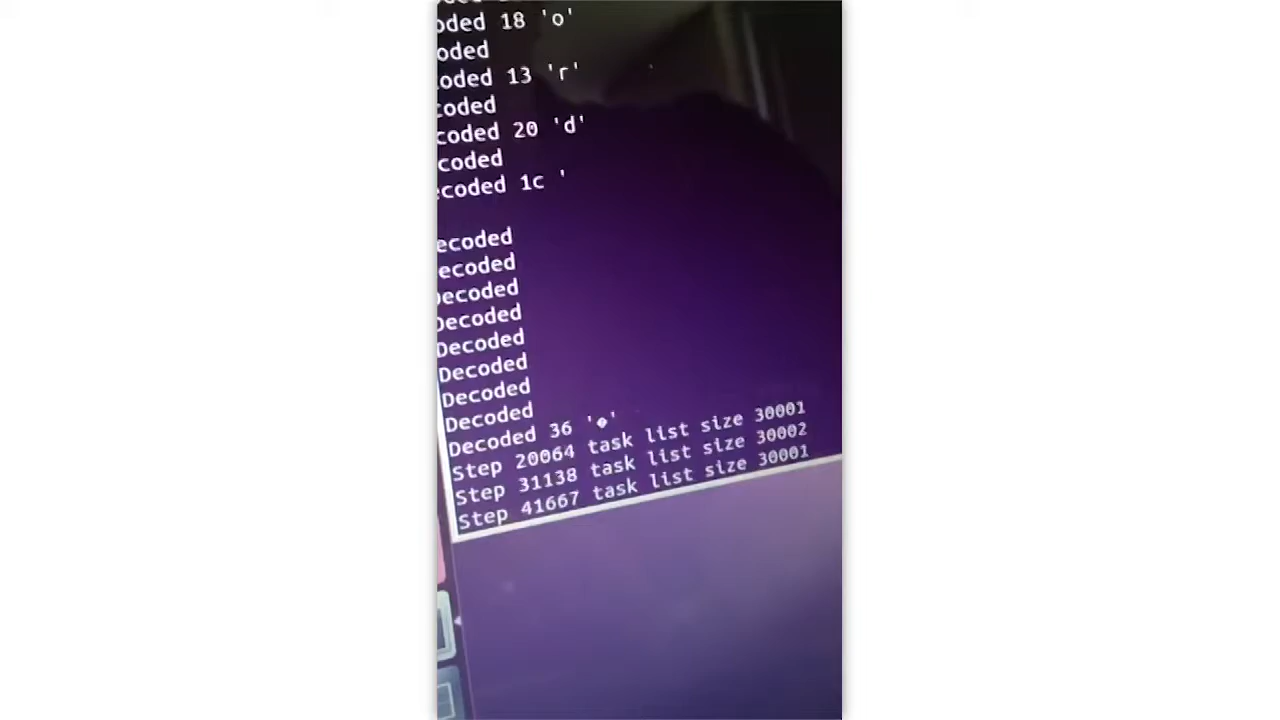 oded 18 'o'
oded
oded 13 'r'
coded
coded 20 'd'
coded
ecoded 1c '
ecoded
ecoded
Decoded
Decoded
Decoded
Decoded
Decoded
Decoded
Decoded 36 '�'
Step 20064 task list size 30001
Step 31138 task list size 30002
Step 41667 task list size 30001